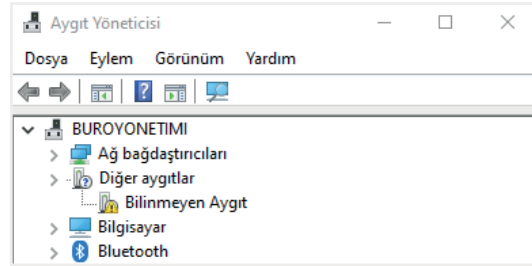 Aygıt Yöneticisi
Dosya Eylem Görünüm Yardım
BUROYONETIMI
Ağ bağdaştırıcıları
Diğer aygıtlar
Bilinmeyen Aygıt
Bilgisayar
Bluetooth